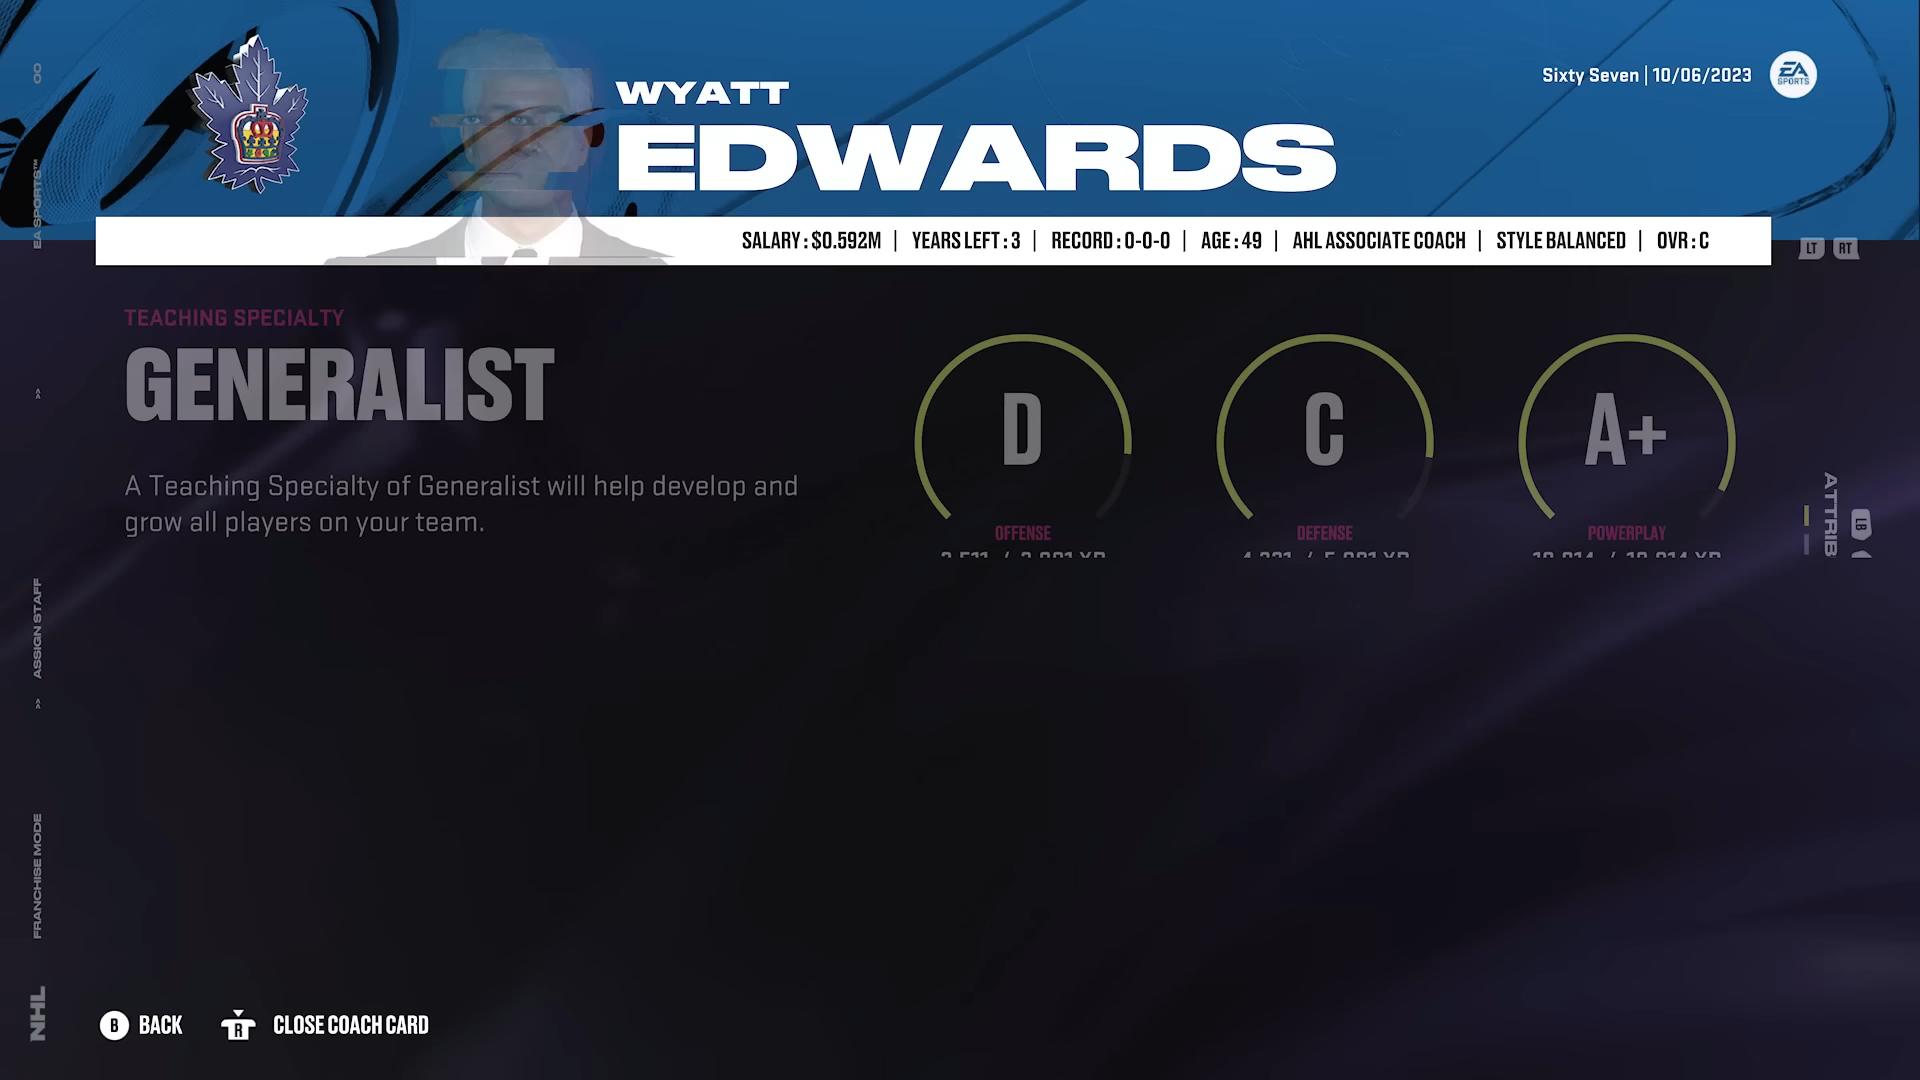 WYATT
EDWARDS
Sixty Seven | 10/06/2023
EA SPORTS
SALARY : $0.592M | YEARS LEFT : 3 | RECORD : 0-0-0 | AGE : 49 | AHL ASSOCIATE COACH | STYLE BALANCED | OVR : C
LT RT
TEACHING SPECIALTY
GENERALIST
A Teaching Specialty of Generalist will help develop and
grow all players on your team.
D
OFFENSE
C
DEFENSE
A+
POWERPLAY
LB
ATTRIB
EA SPORTS™
ASSIGN STAFF
FRANCHISE MODE
NHL
B BACK
R CLOSE COACH CARD